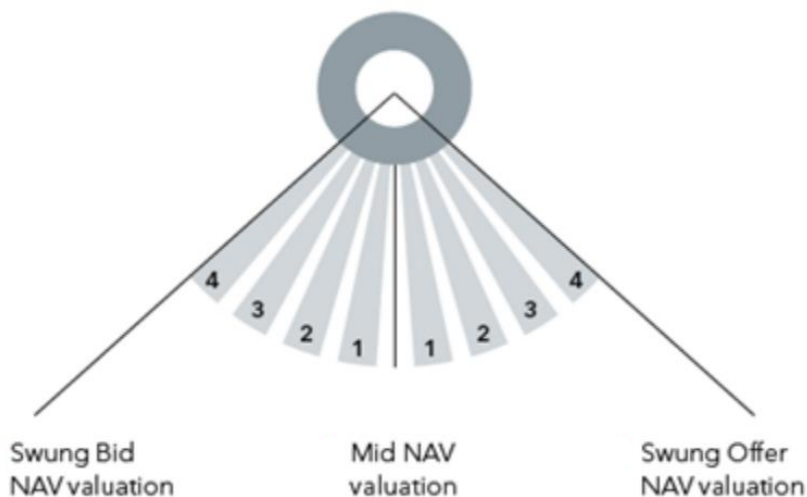 4 3 2 1 1 2 3 4
Swung Bid
NAV valuation
Mid NAV
valuation
Swung Offer
NAV valuation